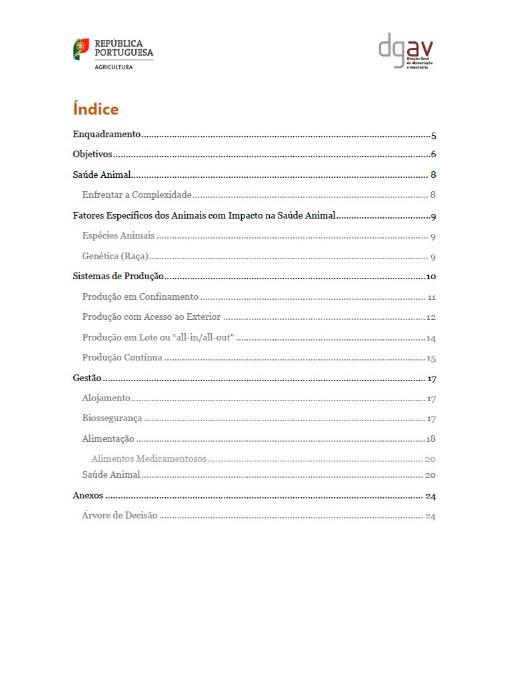 REPÚBLICA
PORTUGUESA
AGRICULTURA
dgav
Direção Geral
de Alimentação
e Veterinária
Índice
Enquadramento 5
Objetivos 6
Saúde Animal 8
Enfrentar a Complexidade 8
Fatores Específicos dos Animais com Impacto na Saúde Animal 9
Espécies Animais 9
Genética (Raça) 9
Sistemas de Produção 10
Produção em Confinamento 11
Produção com Acesso ao Exterior 12
Produção em Lote ou "all-in/all-out" 14
Produção Contínua 15
Gestão 17
Alojamento 17
Biossegurança 17
Alimentação 18
Alimentos Medicamentosos 20
Saúde Animal 20
Anexos 24
Árvore de Decisão 24